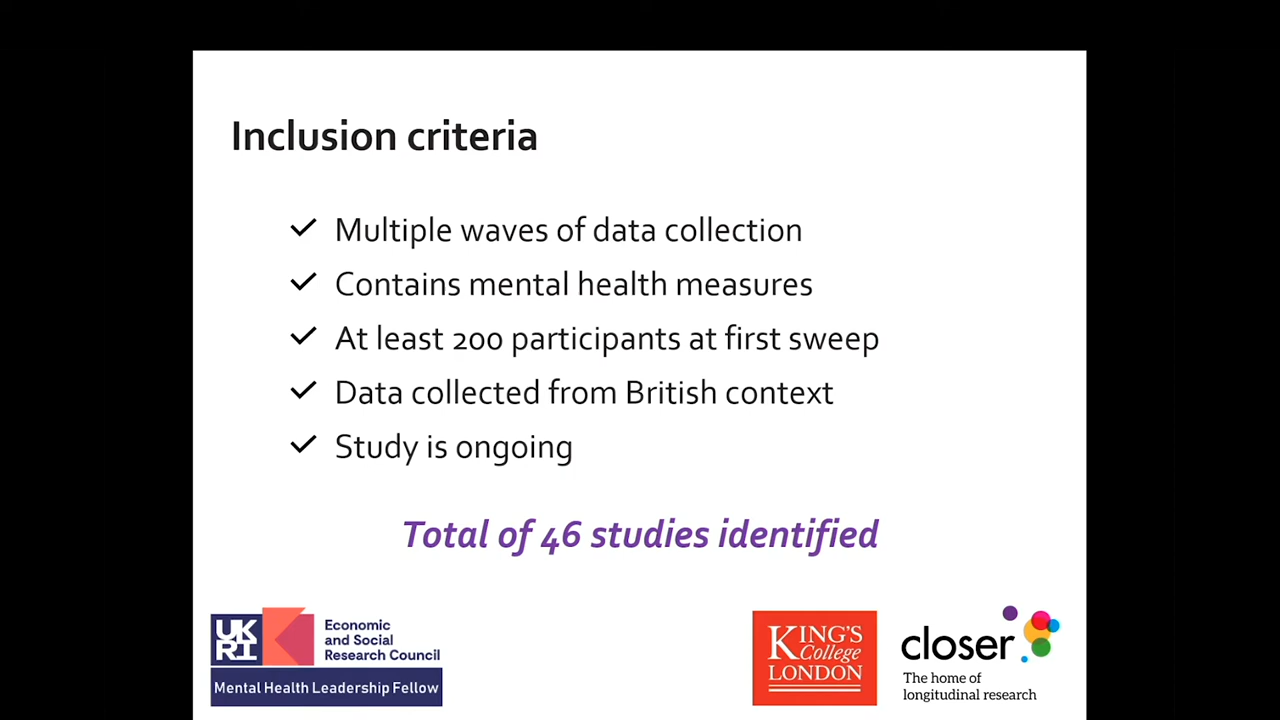 Inclusion criteria
✓ Multiple waves of data collection
✓ Contains mental health measures
✓ At least 200 participants at first sweep
✓ Data collected from British context
✓ Study is ongoing
Total of 46 studies identified
UK
RI
Economic
and Social
Research Council
Mental Health Leadership Fellow
KING'S
College
LONDON
closer
The home of
longitudinal research